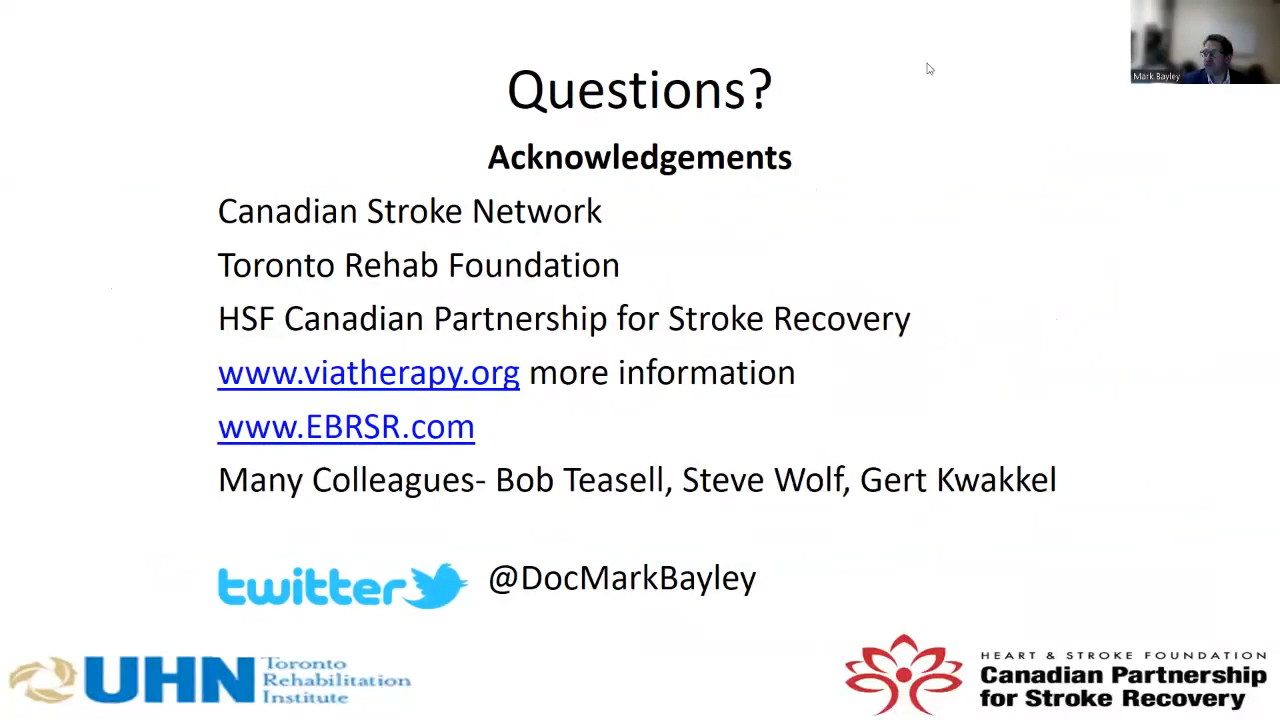 Mark Bayley
Questions?
Acknowledgements
Canadian Stroke Network
Toronto Rehab Foundation
HSF Canadian Partnership for Stroke Recovery
www.viatherapy.org more information
www.EBRSR.com
Many Colleagues- Bob Teasell, Steve Wolf, Gert Kwakkel
twitter @DocMarkBayley
UHN Toronto
Rehabilitation
Institute
HEART & STROKE FOUNDATION
Canadian Partnership
for Stroke Recovery